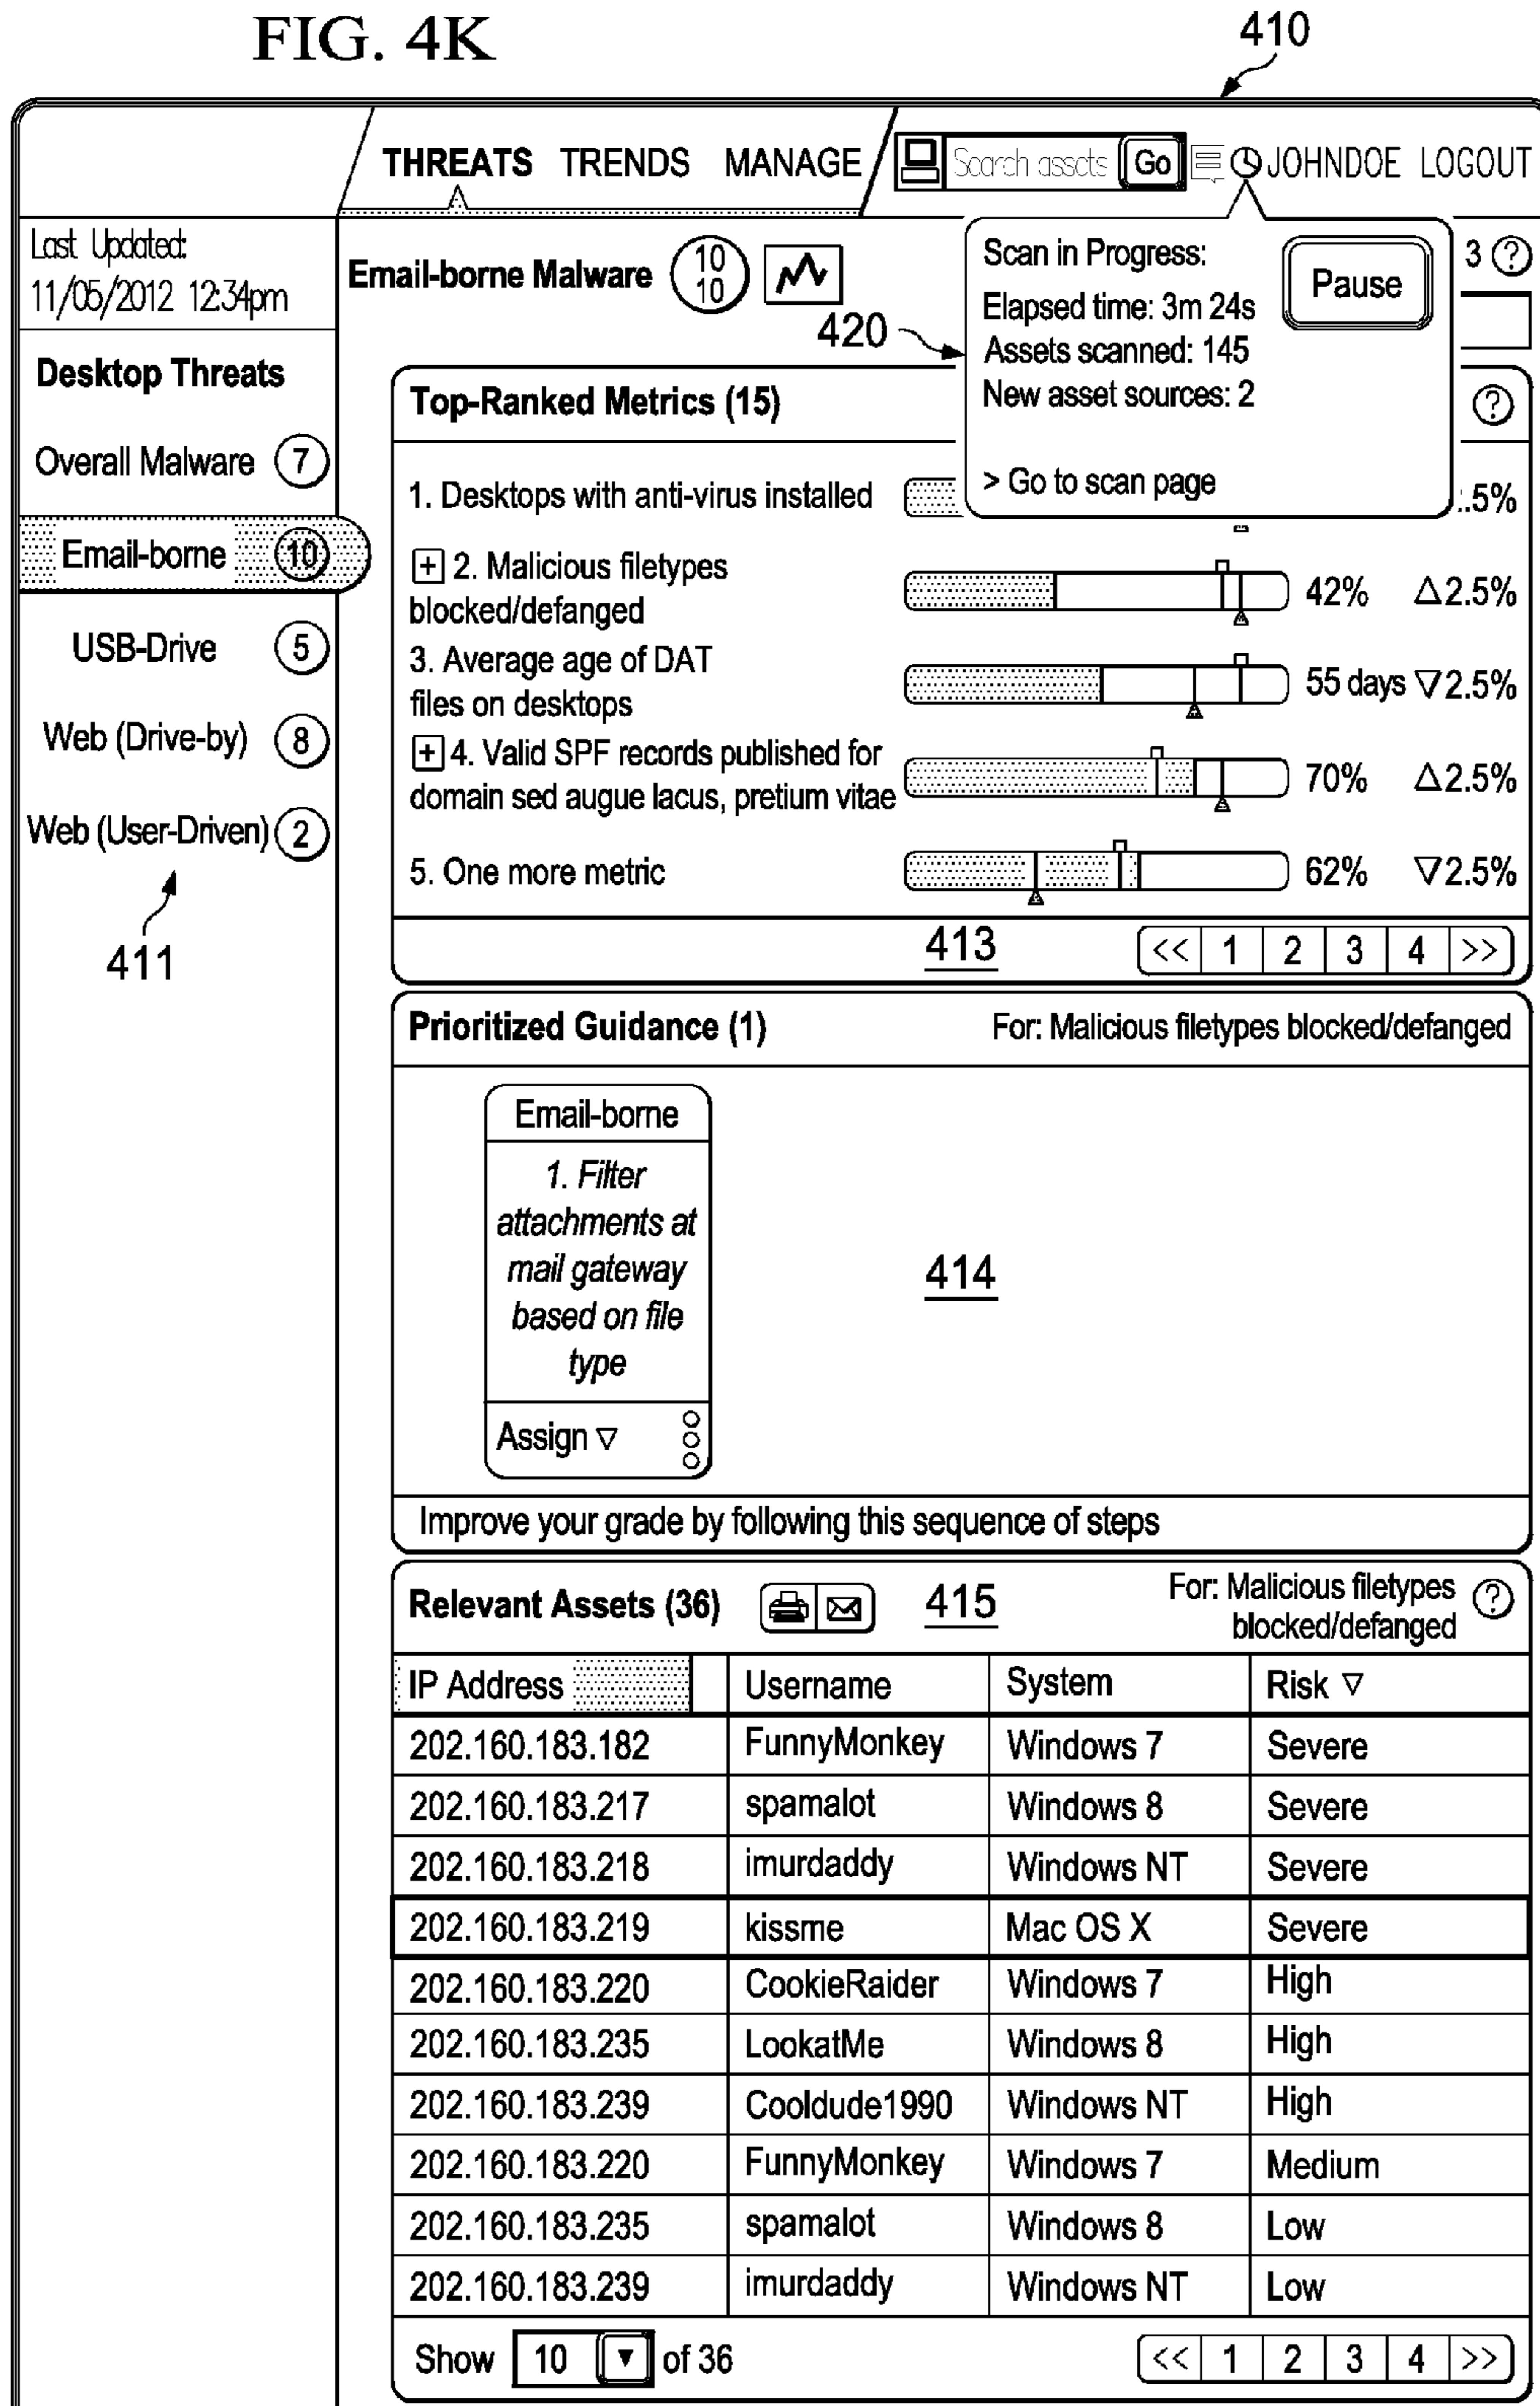 FIG. 4K
410
THREATS TRENDS MANAGE Search assets Go JOHNDOE LOGOUT
Last Updated:
11/05/2012 12:34pm
Desktop Threats
Overall Malware 7
Email-borne 10
USB-Drive 5
Web (Drive-by) 8
Web (User-Driven) 2
411
Email-borne Malware 10
10
3 ?
420
Scan in Progress:
Elapsed time: 3m 24s
Assets scanned: 145
New asset sources: 2
> Go to scan page
Pause
Top-Ranked Metrics (15) ?
1. Desktops with anti-virus installed .5%
+ 2. Malicious filetypes
blocked/defanged
42% △2.5%
3. Average age of DAT
files on desktops
55 days ▽2.5%
+ 4. Valid SPF records published for
domain sed augue lacus, pretium vitae
70% △2.5%
5. One more metric 62% ▽2.5%
413 << 1 2 3 4 >>
Prioritized Guidance (1) For: Malicious filetypes blocked/defanged
Email-borne
1. Filter
attachments at
mail gateway
based on file
type
Assign ▽
414
Improve your grade by following this sequence of steps
Relevant Assets (36) 415 For: Malicious filetypes
blocked/defanged ?
IP Address Username System Risk ▽
202.160.183.182 FunnyMonkey Windows 7 Severe
202.160.183.217 spamalot Windows 8 Severe
202.160.183.218 imurdaddy Windows NT Severe
202.160.183.219 kissme Mac OS X Severe
202.160.183.220 CookieRaider Windows 7 High
202.160.183.235 LookatMe Windows 8 High
202.160.183.239 Cooldude1990 Windows NT High
202.160.183.220 FunnyMonkey Windows 7 Medium
202.160.183.235 spamalot Windows 8 Low
202.160.183.239 imurdaddy Windows NT Low
Show 10 ▼ of 36 << 1 2 3 4 >>